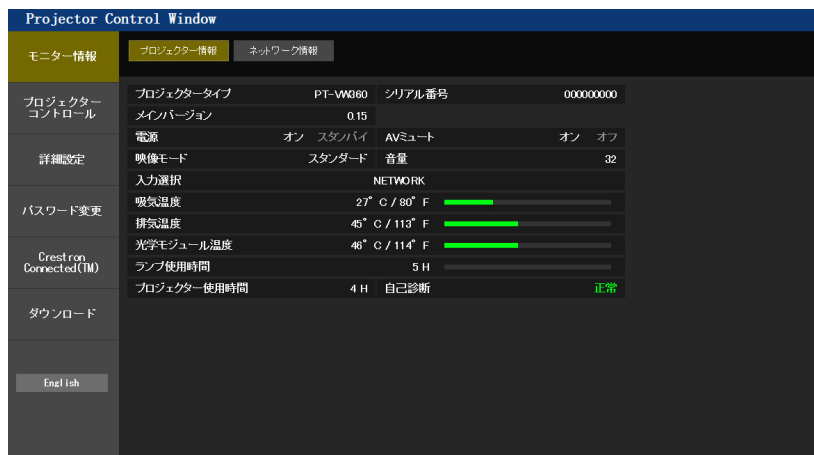 Projector Control Window
モニター情報
プロジェクター情報 ネットワーク情報
プロジェクター
コントロール
詳細設定
パスワード変更
Crestron
Connected(TM)
ダウンロード
English
プロジェクタータイプ PT-VW360 シリアル番号 000000000
メインバージョン 0.15
電源 オン スタンバイ AVミュート オン オフ
映像モード スタンダード 音量 32
入力選択 NETWORK
吸気温度 27° C / 80° F
排気温度 45° C / 113° F
光学モジュール温度 46° C / 114° F
ランプ使用時間 5 H
プロジェクター使用時間 4 H 自己診断 正常